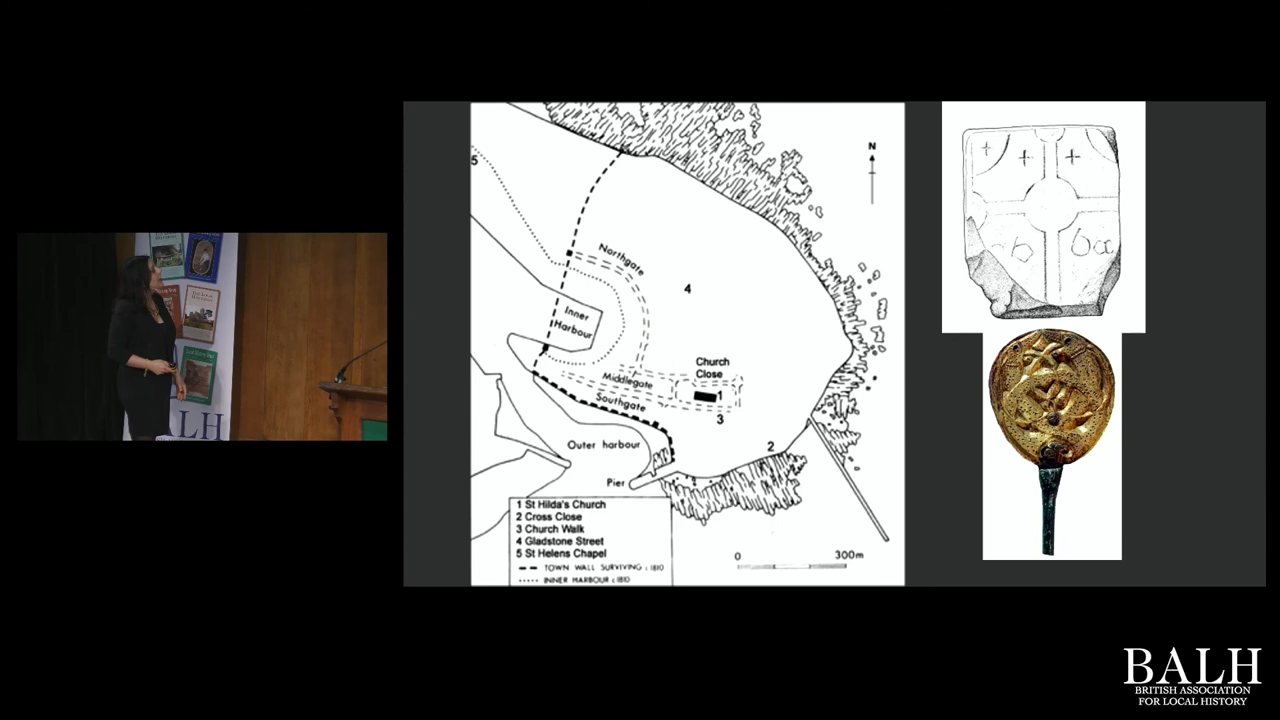 5
N
Northgate
4
Inner
Harbour
Church
Close
Middlegate
1
Southgate
3
Outer harbour
2
Pier
1 St Hilda's Church
2 Cross Close
3 Church Walk
4 Gladstone Street
5 St Helens Chapel
TOWN WALL SURVIVING c 1810
INNER HARBOUR c 1810
0
300m
BALH
BALH
BRITISH ASSOCIATION
FOR LOCAL HISTORY